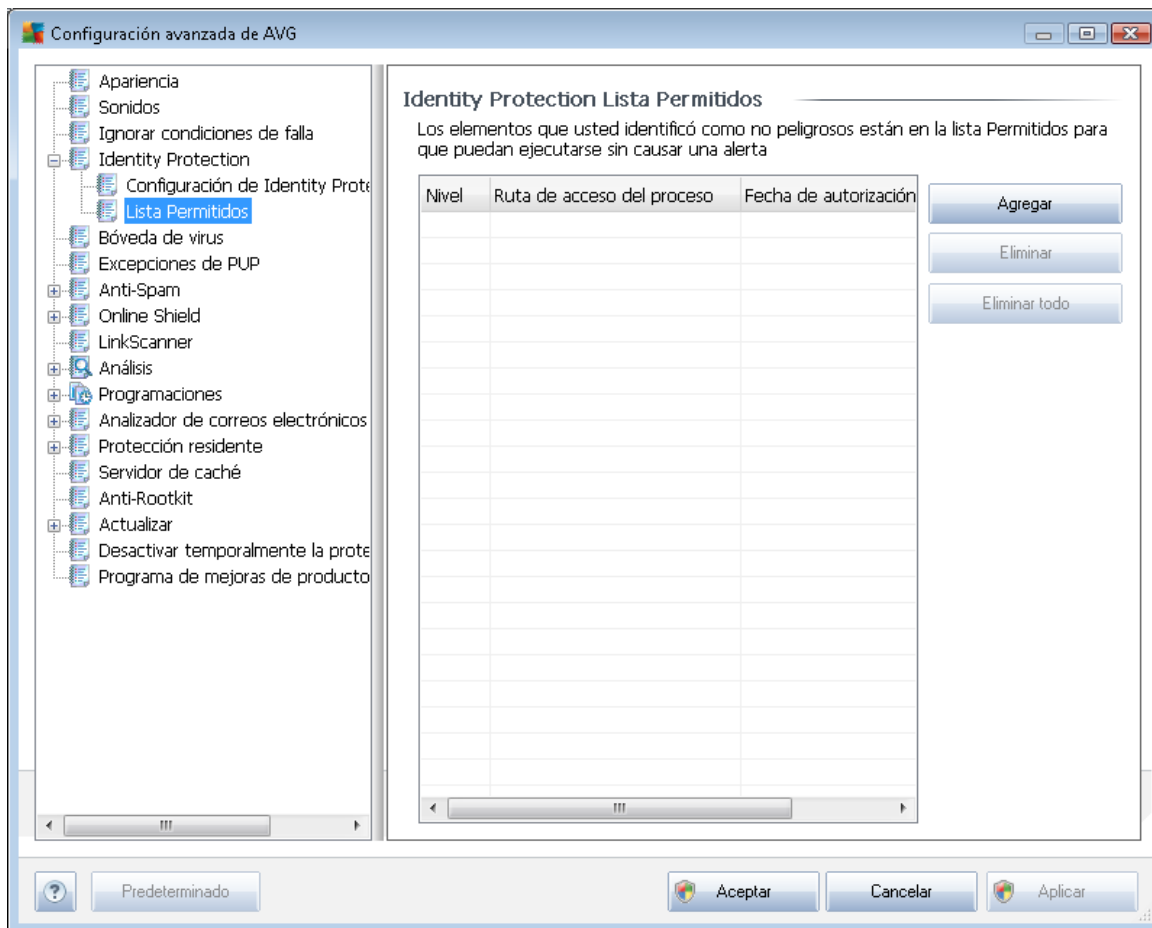 Configuración avanzada de AVG
Apariencia
Sonidos
Ignorar condiciones de falla
Identity Protection
Configuración de Identity Prote
Lista Permitidos
Bóveda de virus
Excepciones de PUP
Anti-Spam
Online Shield
LinkScanner
Análisis
Programaciones
Analizador de correos electrónicos
Protección residente
Servidor de caché
Anti-Rootkit
Actualizar
Desactivar temporalmente la prote
Programa de mejoras de producto
Identity Protection Lista Permitidos
Los elementos que usted identificó como no peligrosos están en la lista Permitidos para
que puedan ejecutarse sin causar una alerta
Nivel Ruta de acceso del proceso Fecha de autorización
Agregar
Eliminar
Eliminar todo
? Predeterminado Aceptar Cancelar Aplicar